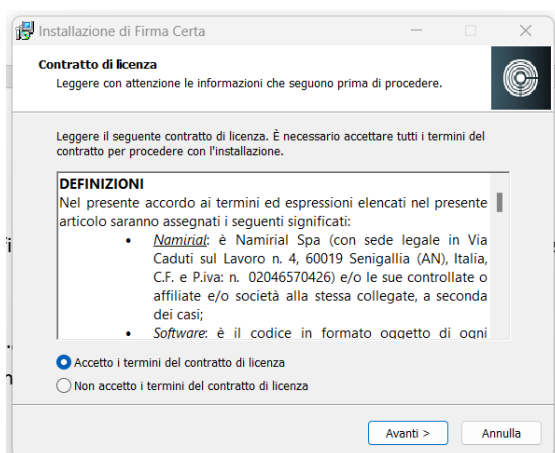 Installazione di Firma Certa
Contratto di licenza
Leggere con attenzione le informazioni che seguono prima di procedere.
Leggere il seguente contratto di licenza. È necessario accettare tutti i termini del
contratto per procedere con l'installazione.
DEFINIZIONI
Nel presente accordo ai termini ed espressioni elencati nel presente
articolo saranno assegnati i seguenti significati:
• Namirial: è Namirial Spa (con sede legale in Via
Caduti sul Lavoro n. 4, 60019 Senigallia (AN), Italia,
C.F. e P.iva: n. 02046570426) e/o le sue controllate o
affiliate e/o società alla stessa collegate, a seconda
dei casi;
• Software: è il codice in formato oggetto di ogni
Accetto i termini del contratto di licenza
Non accetto i termini del contratto di licenza
Avanti >
Annulla